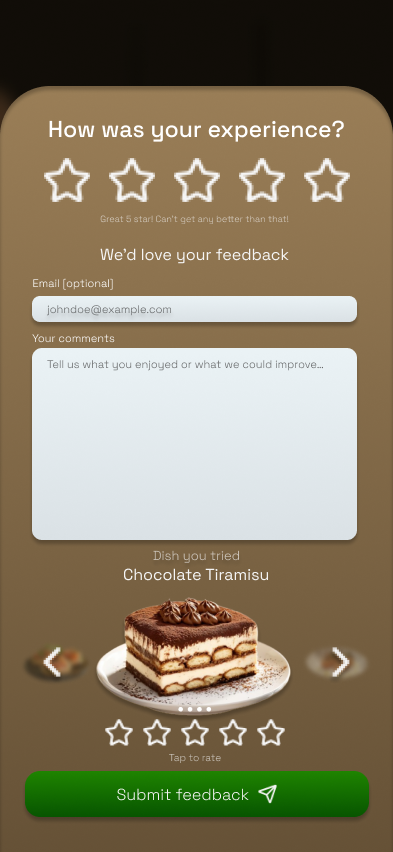 How was your experience?
Great 5 star! Can't get any better than that!
We'd love your feedback
Email [optional]
johndoe@example.com
Your comments
Tell us what you enjoyed or what we could improve...
Dish you tried
Chocolate Tiramisu
Tap to rate
Submit feedback